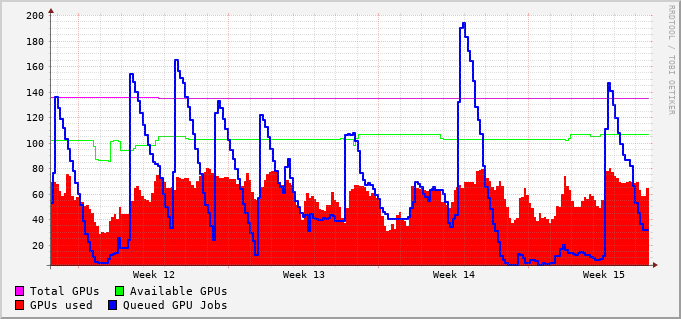 200
180
160
140
120
100
80
60
40
20
Week 12 Week 13 Week 14 Week 15
Total GPUs Available GPUs
GPUs used Queued GPU Jobs
RRDTOOL / TOBI OETIKER